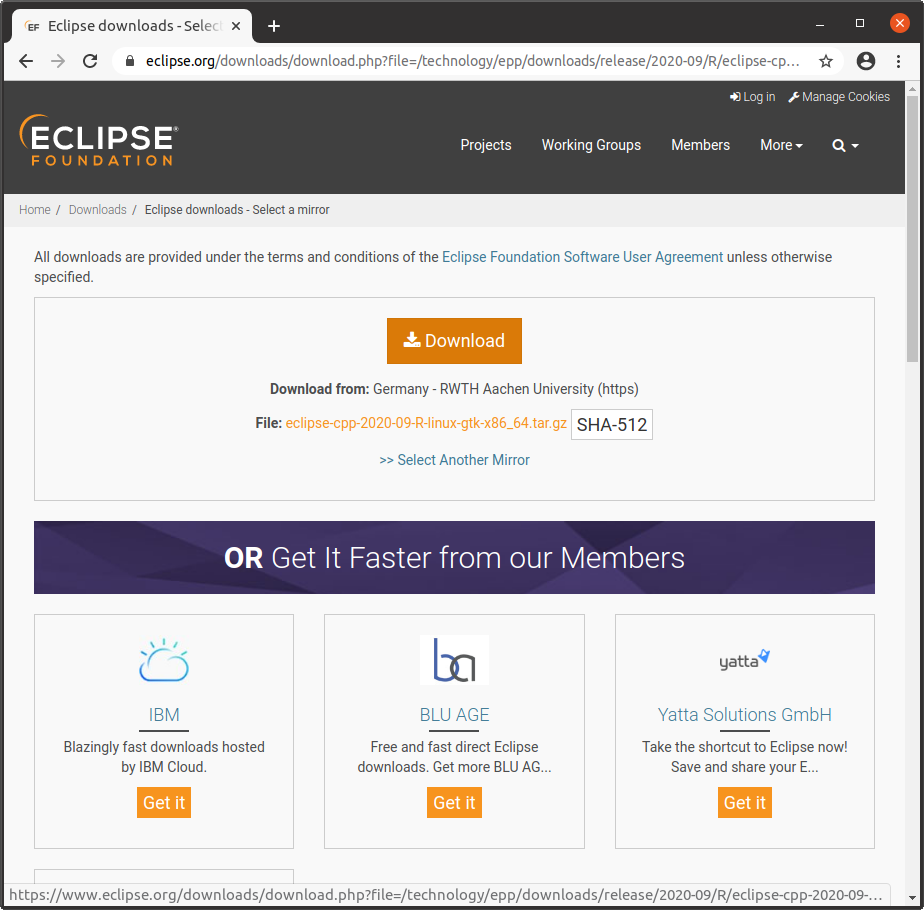 EF Eclipse downloads - Selec
eclipse.org/downloads/download.php?file=/technology/epp/downloads/release/2020-09/R/eclipse-cp...
Log in Manage Cookies
ECLIPSE®
FOUNDATION
Projects Working Groups Members More
Home / Downloads / Eclipse downloads - Select a mirror
All downloads are provided under the terms and conditions of the Eclipse Foundation Software User Agreement unless otherwise
specified.
Download
Download from: Germany - RWTH Aachen University (https)
File: eclipse-cpp-2020-09-R-linux-gtk-x86_64.tar.gz SHA-512
>> Select Another Mirror
OR Get It Faster from our Members
ba
yatta
IBM
Blazingly fast downloads hosted
by IBM Cloud.
Get it
BLU AGE
Free and fast direct Eclipse
downloads. Get more BLU AG...
Get it
Yatta Solutions GmbH
Take the shortcut to Eclipse now!
Save and share your E...
Get it
https://www.eclipse.org/downloads/download.php?file=/technology/epp/downloads/release/2020-09/R/eclipse-cpp-2020-09-...